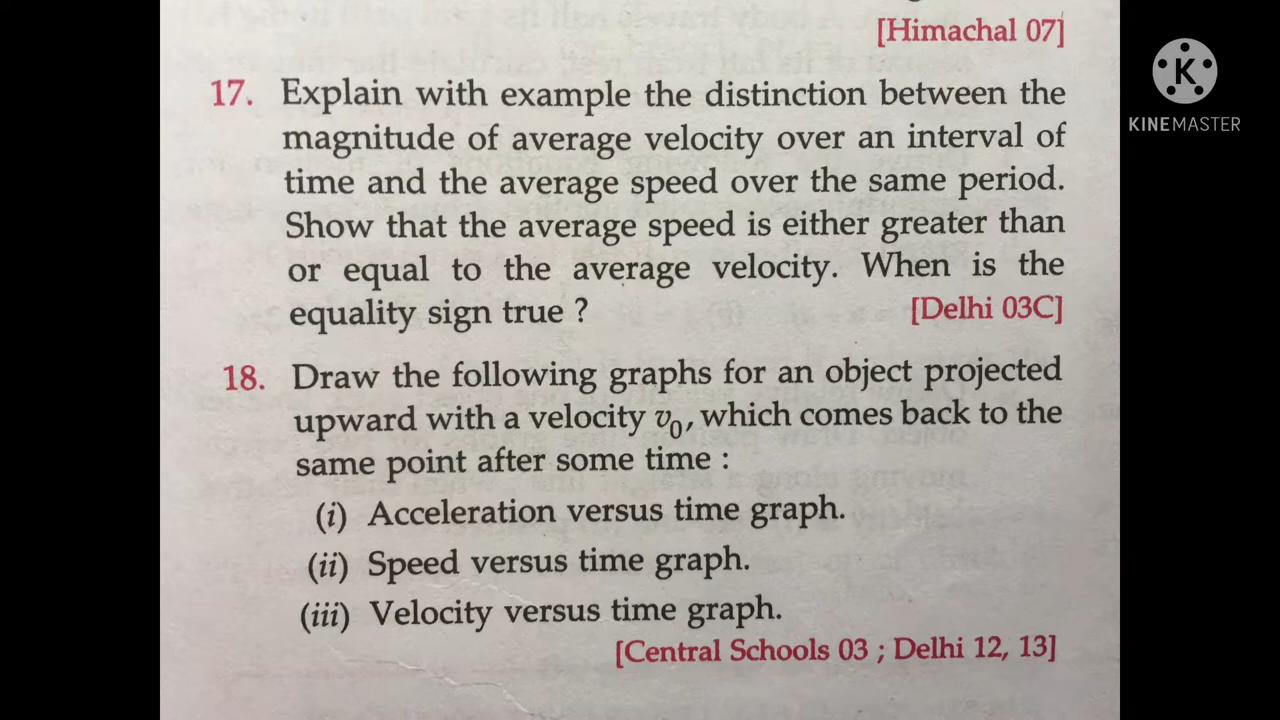 [Himachal 07]
K
KINEMASTER
17. Explain with example the distinction between the
magnitude of average velocity over an interval of
time and the average speed over the same period.
Show that the average speed is either greater than
or equal to the average velocity. When is the
equality sign true ? [Delhi 03C]
18. Draw the following graphs for an object projected
upward with a velocity v₀, which comes back to the
same point after some time :
(i) Acceleration versus time graph.
(ii) Speed versus time graph.
(iii) Velocity versus time graph.
[Central Schools 03 ; Delhi 12, 13]